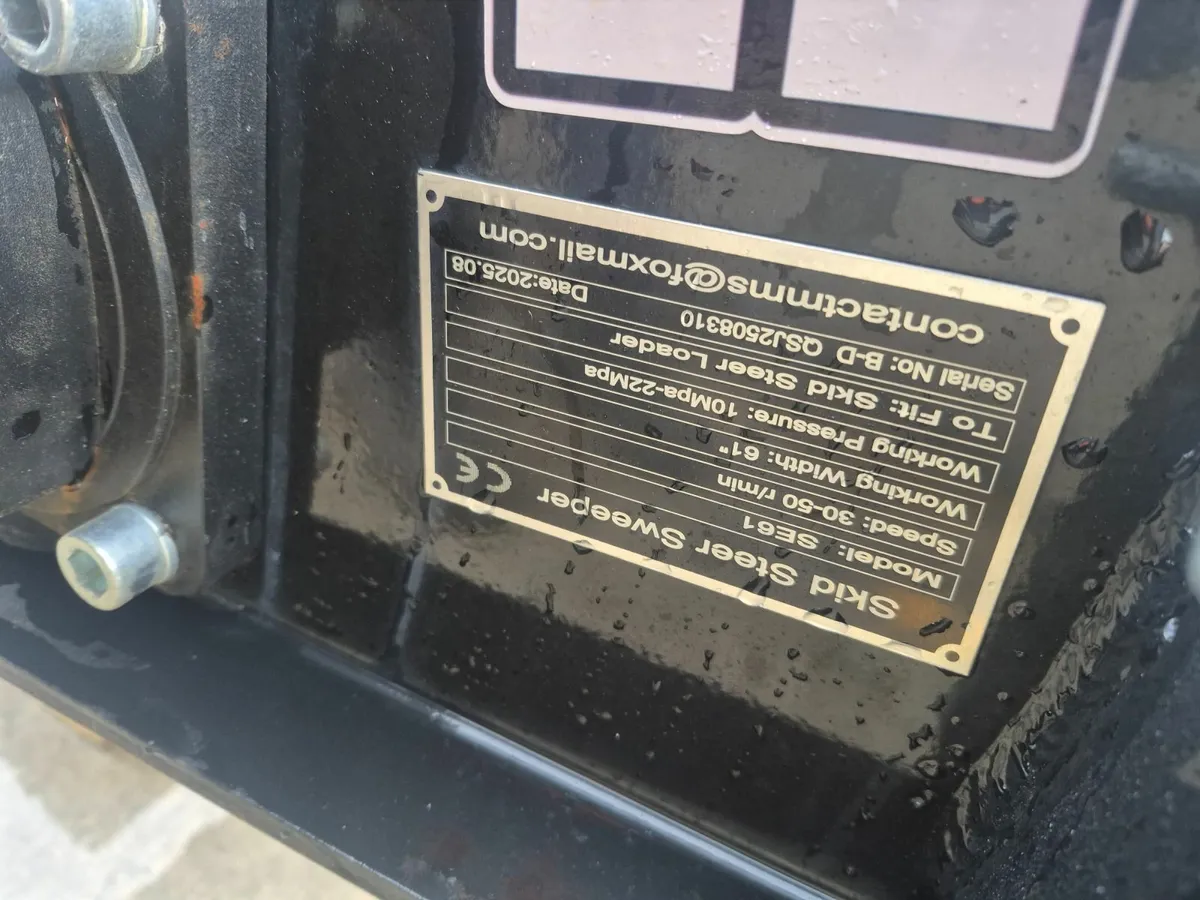 Skid Steer Sweeper CE
Model: SE61
Speed: 30-50 r/min
Working Width: 61"
Working Pressure: 10Mpa-22Mpa
To Fit: Skid Steer Loader
Serial No: B-D QSJ2508310 Date:2025.08
contactmms@foxmail.com